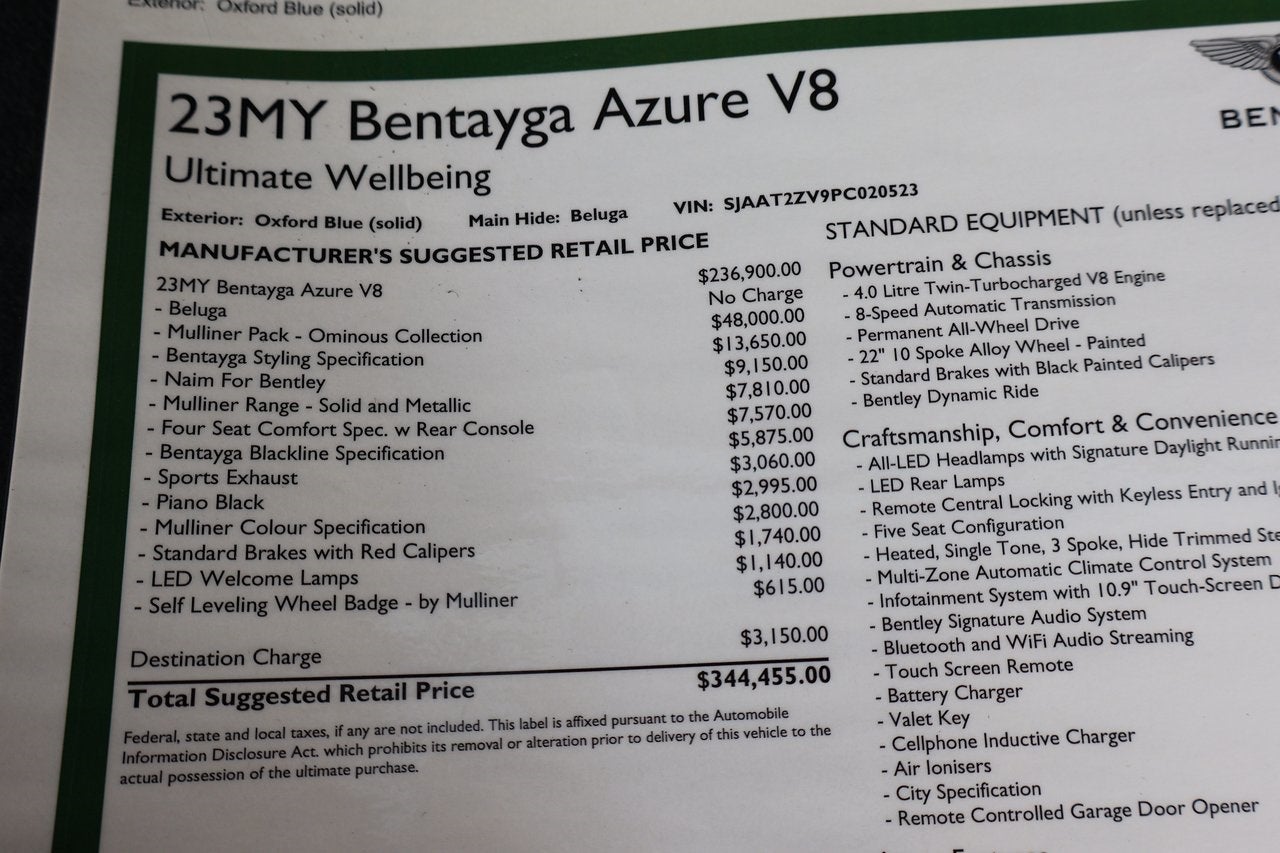 Exterior: Oxford Blue (solid)
23MY Bentayga Azure V8
Ultimate Wellbeing
Exterior: Oxford Blue (solid) Main Hide: Beluga VIN: SJAAT2ZV9PC020523
MANUFACTURER'S SUGGESTED RETAIL PRICE
23MY Bentayga Azure V8 $236,900.00
- Beluga No Charge
- Mulliner Pack - Ominous Collection $48,000.00
- Bentayga Styling Specification $13,650.00
- Naim For Bentley $9,150.00
- Mulliner Range - Solid and Metallic $7,810.00
- Four Seat Comfort Spec. w Rear Console $7,570.00
- Bentayga Blackline Specification $5,875.00
- Sports Exhaust $3,060.00
- Piano Black $2,995.00
- Mulliner Colour Specification $2,800.00
- Standard Brakes with Red Calipers $1,740.00
- LED Welcome Lamps $1,140.00
- Self Leveling Wheel Badge - by Mulliner $615.00
Destination Charge $3,150.00
Total Suggested Retail Price $344,455.00
Federal, state and local taxes, if any are not included. This label is affixed pursuant to the Automobile
Information Disclosure Act. which prohibits its removal or alteration prior to delivery of this vehicle to the
actual possession of the ultimate purchase.
BEN
STANDARD EQUIPMENT (unless replaced
Powertrain & Chassis
- 4.0 Litre Twin-Turbocharged V8 Engine
- 8-Speed Automatic Transmission
- Permanent All-Wheel Drive
- 22" 10 Spoke Alloy Wheel - Painted
- Standard Brakes with Black Painted Calipers
- Bentley Dynamic Ride
Craftsmanship, Comfort & Convenience
- All-LED Headlamps with Signature Daylight Runnin
- LED Rear Lamps
- Remote Central Locking with Keyless Entry and
- Five Seat Configuration
- Heated, Single Tone, 3 Spoke, Hide Trimmed Ste
- Multi-Zone Automatic Climate Control System
- Infotainment System with 10.9" Touch-Screen D
- Bentley Signature Audio System
- Bluetooth and WiFi Audio Streaming
- Touch Screen Remote
- Battery Charger
- Valet Key
- Cellphone Inductive Charger
- Air Ionisers
- City Specification
- Remote Controlled Garage Door Opener